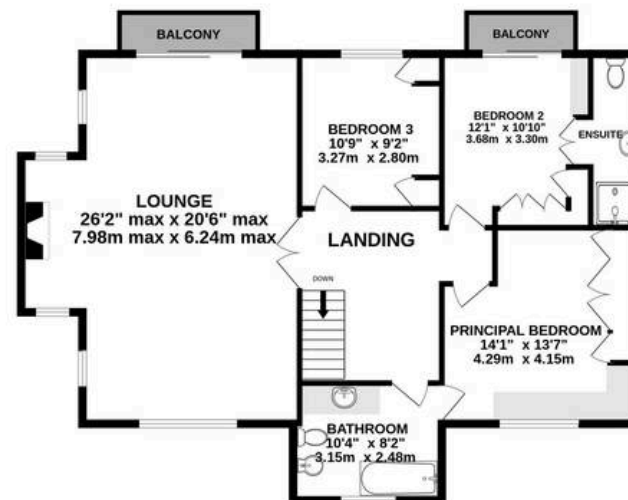 BALCONY
BALCONY
BEDROOM 3
10'9" x 9'2"
3.27m x 2.80m
BEDROOM 2
12'1" x 10'10"
3.68m x 3.30m
ENSUITE
LOUNGE
26'2" max x 20'6" max
7.98m max x 6.24m max
LANDING
DOWN
PRINCIPAL BEDROOM
14'1" x 13'7"
4.29m x 4.15m
BATHROOM
10'4" x 8'2"
3.15m x 2.48m